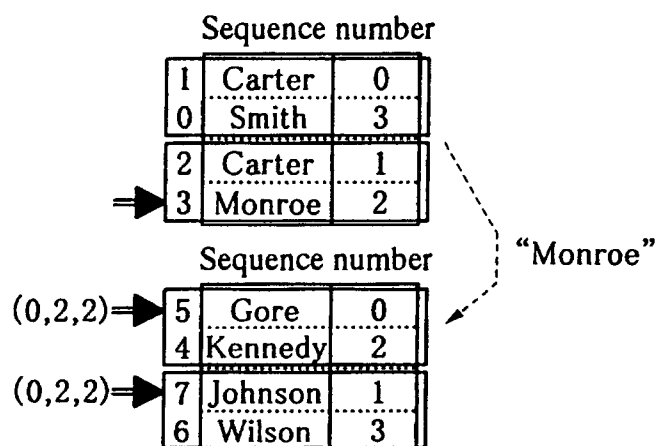 Sequence number
1 Carter 0
0 Smith 3
2 Carter 1
3 Monroe 2
"Monroe"
Sequence number
(0,2,2) 5 Gore 0
4 Kennedy 2
(0,2,2) 7 Johnson 1
6 Wilson 3